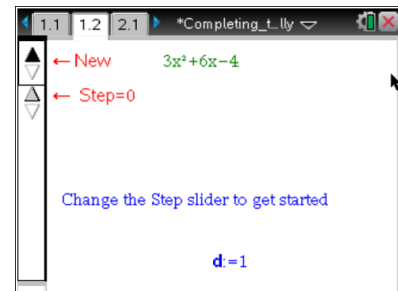 1.1 1.2 2.1 *Completing_t…lly
←New 3x²+6x−4
← Step=0
Change the Step slider to get started
d:=1